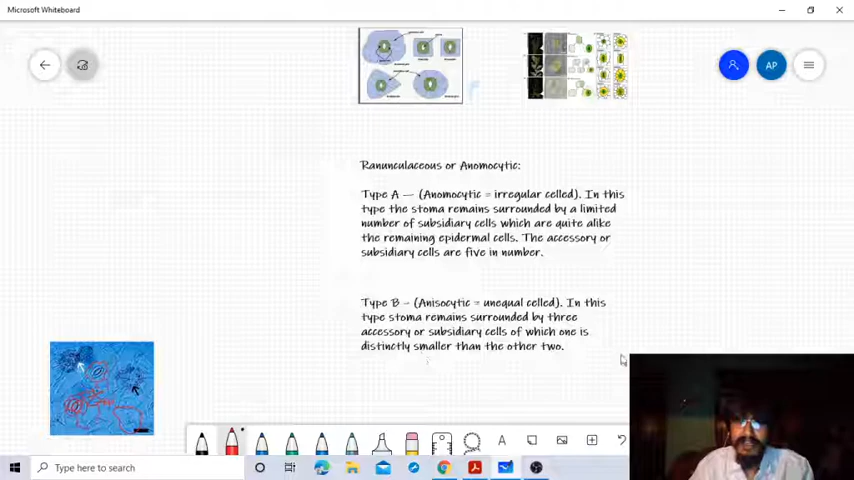 Microsoft Whiteboard
AP
Ranunculaceous or Anomocytic:
Type A — (Anomocytic = irregular celled). In this
type the stoma remains surrounded by a limited
number of subsidiary cells which are quite alike
the remaining epidermal cells. The accessory or
subsidiary cells are five in number.
Type B – (Anisocytic = unequal celled). In this
type stoma remains surrounded by three
accessory or subsidiary cells of which one is
distinctly smaller than the other two.
A
Type here to search